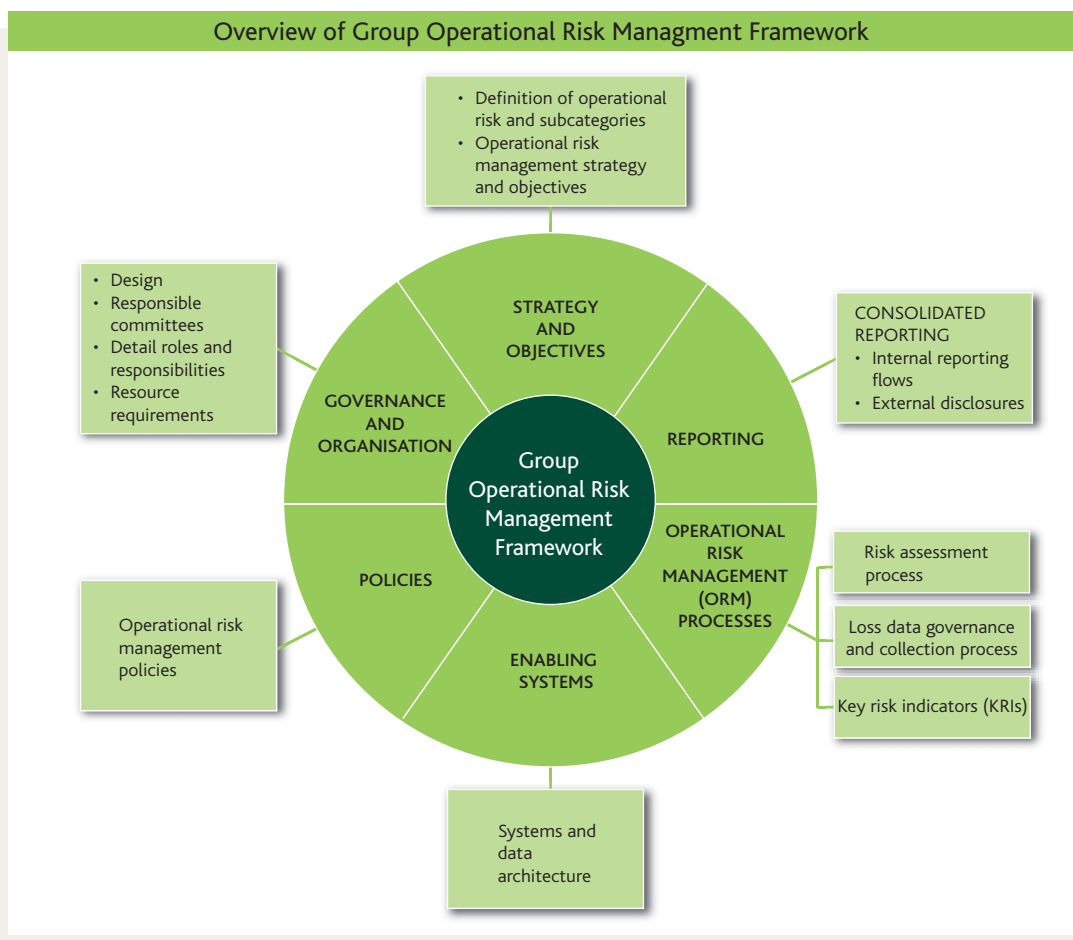 Overview of Group Operational Risk Managment Framework
• Definition of operational
risk and subcategories
• Operational risk
management strategy
and objectives
• Design
• Responsible
committees
• Detail roles and
responsibilities
• Resource
requirements
STRATEGY
AND
OBJECTIVES
CONSOLIDATED
REPORTING
• Internal reporting
flows
• External disclosures
GOVERNANCE
AND
ORGANISATION
REPORTING
Group
Operational Risk
Management
Framework
POLICIES
OPERATIONAL
RISK
MANAGEMENT
(ORM)
PROCESSES
Risk assessment
process
Loss data governance
and collection process
Key risk indicators (KRIs)
Operational risk
management
policies
ENABLING
SYSTEMS
Systems and
data
architecture